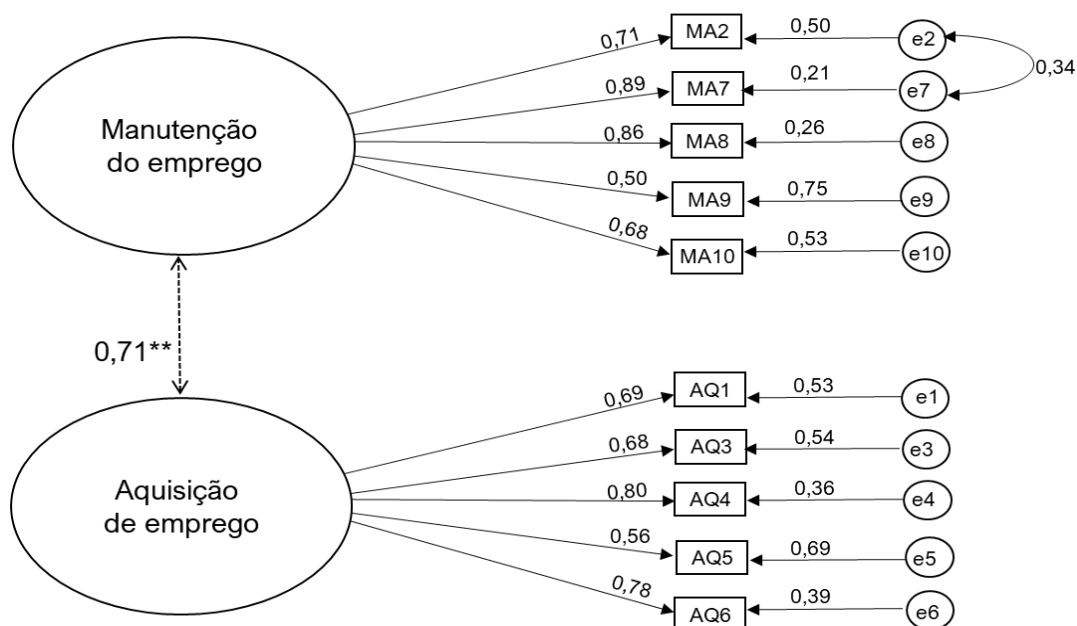 0,71 MA2 0,50 e2
0,34
0,89 MA7 0,21 e7
Manutenção
do emprego
0,86 MA8 0,26 e8
0,50 MA9 0,75 e9
0,68 MA10 0,53 e10
0,71**
0,69 AQ1 0,53 e1
0,68 AQ3 0,54 e3
Aquisição
de emprego
0,80 AQ4 0,36 e4
0,56 AQ5 0,69 e5
0,78 AQ6 0,39 e6